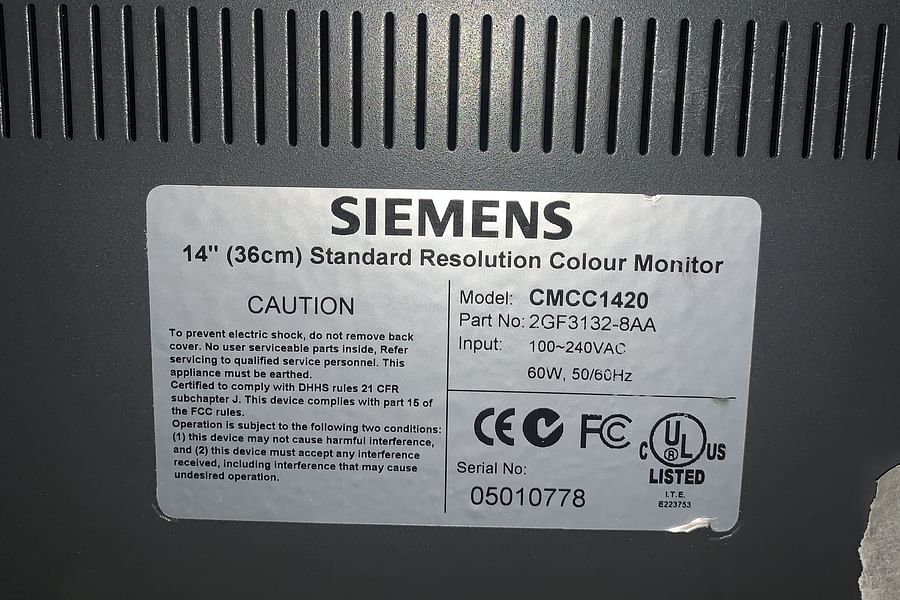 SIEMENS
14" (36cm) Standard Resolution Colour Monitor
CAUTION
To prevent electric shock, do not remove back
cover. No user serviceable parts inside, Refer
servicing to qualified service personnel. This
appliance must be earthed.
Certified to comply with DHHS rules 21 CFR
subchapter J. This device complies with part 15 of
the FCC rules.
Operation is subject to the following two conditions:
(1) this device may not cause harmful interference,
and (2) this device must accept any interference
received, including interference that may cause
undesired operation.
Model: CMCC1420
Part No: 2GF3132-8AA
Input: 100~240VAC
60W, 50/60Hz
CE FC C UL US
®
LISTED
I.T.E.
E223753
Serial No:
05010778